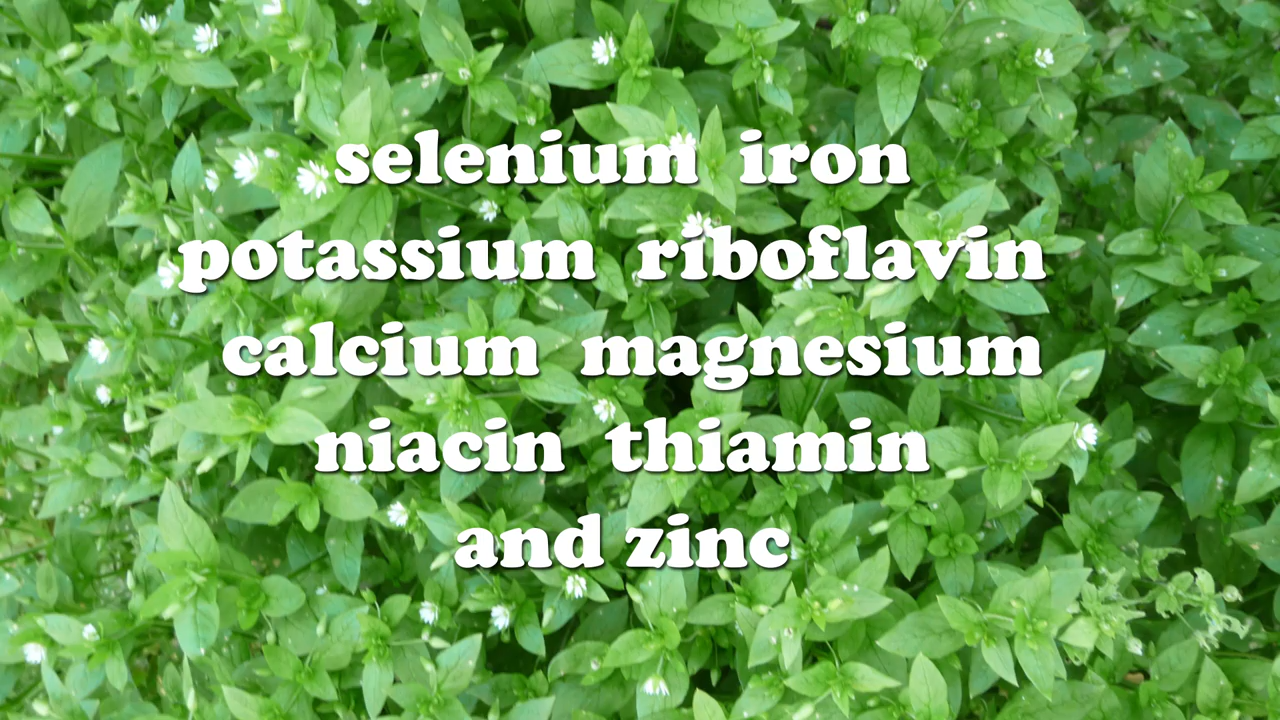 selenium iron
potassium riboflavin
calcium magnesium
niacin thiamin
and zinc